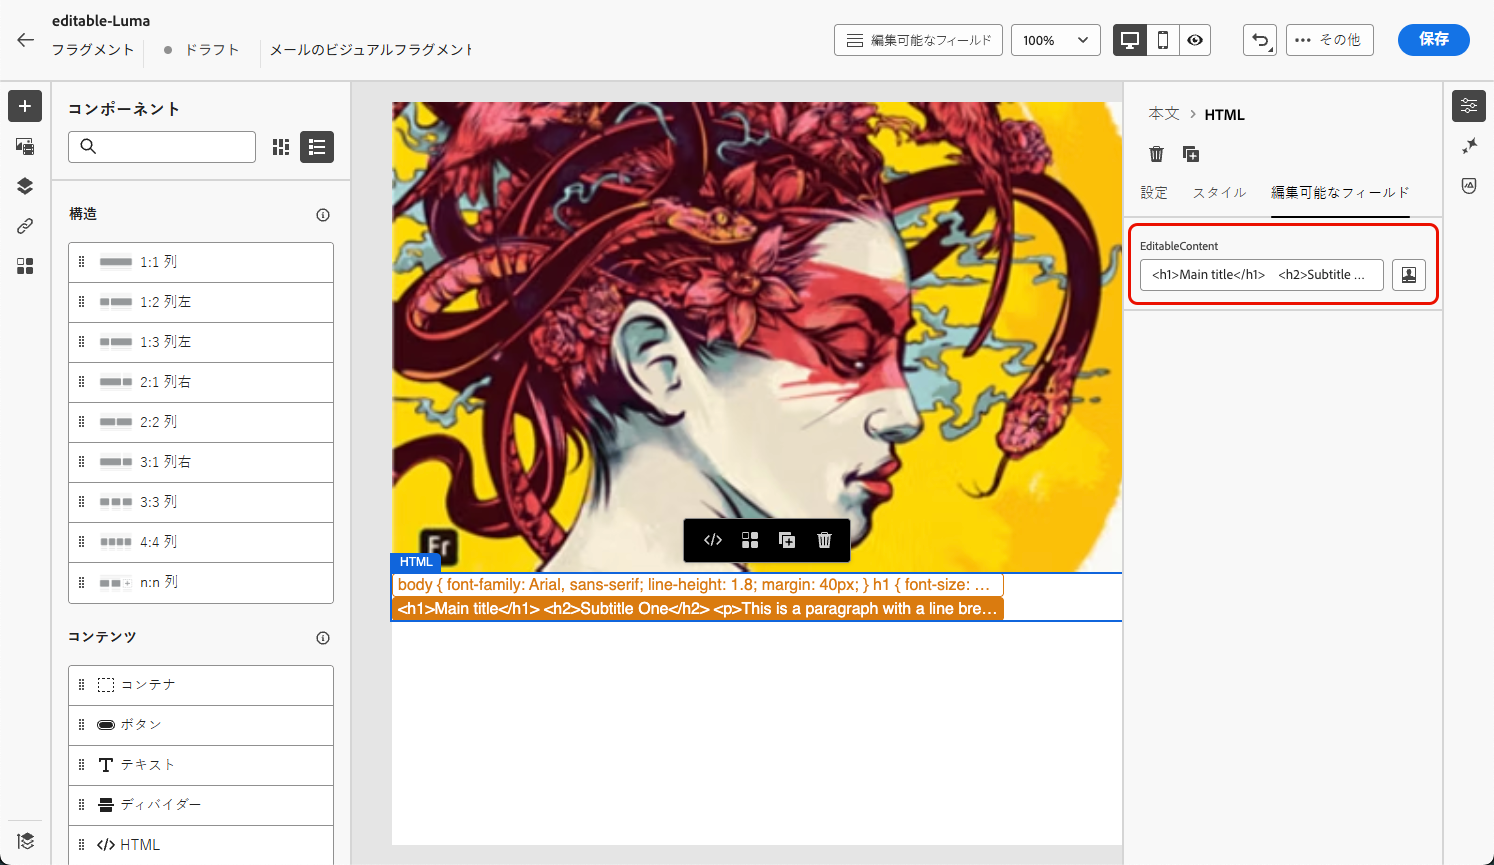 editable-Luma
フラグメント
ドラフト
メールのビジュアルフラグメント
編集可能なフィールド
100%
その他
保存
コンポーネント
構造
1:1 列
1:2 列左
1:3 列左
2:1 列右
2:2 列
3:1 列右
3:3 列
4:4 列
n:n 列
コンテンツ
コンテナ
ボタン
テキスト
ディバイダー
HTML
Fr
HTML
body { font-family: Arial, sans-serif; line-height: 1.8; margin: 40px; } h1 { font-size: ...
<h1>Main title</h1> <h2>Subtitle One</h2> <p>This is a paragraph with a line bre...
本文 > HTML
設定
スタイル
編集可能なフィールド
EditableContent
<h1>Main title</h1> <h2>Subtitle ...